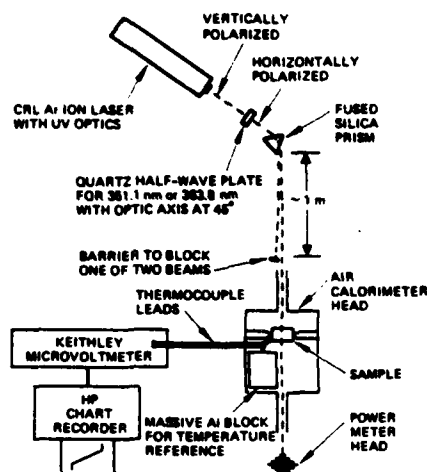 VERTICALLY
POLARIZED
HORIZONTALLY
POLARIZED
CRL Ar ION LASER
WITH UV OPTICS
FUSED
SILICA
PRISM
QUARTZ HALF-WAVE PLATE
FOR 351.1 nm or 363.8 nm
WITH OPTIC AXIS AT 45°
~ 1 m
BARRIER TO BLOCK
ONE OF TWO BEAMS
AIR
CALORIMETER
HEAD
THERMOCOUPLE
LEADS
KEITHLEY
MICROVOLTMETER
SAMPLE
HP
CHART
RECORDER
MASSIVE Al BLOCK
FOR TEMPERATURE
REFERENCE
POWER
METER
HEAD